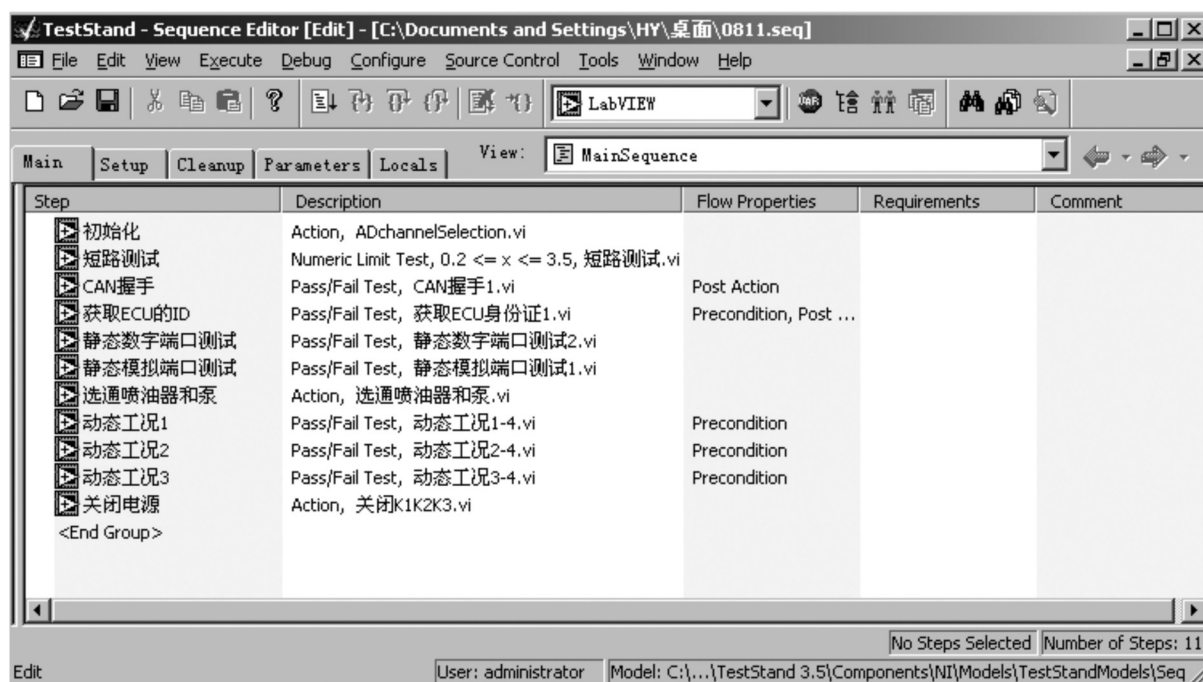 TestStand - Sequence Editor [Edit] - [C:\Documents and Settings\HY\桌面\0811.seq]
File Edit View Execute Debug Configure Source Control Tools Window Help
LabVIEW
Main Setup Cleanup Parameters Locals View: MainSequence
Step Description Flow Properties Requirements Comment
初始化 Action, ADchannelSelection.vi
短路测试 Numeric Limit Test, 0.2 <= x <= 3.5, 短路测试.vi
CAN握手 Pass/Fail Test, CAN握手1.vi Post Action
获取ECU的ID Pass/Fail Test, 获取ECU身份证1.vi Precondition, Post ...
静态数字端口测试 Pass/Fail Test, 静态数字端口测试2.vi
静态模拟端口测试 Pass/Fail Test, 静态模拟端口测试1.vi
选通喷油器和泵 Action, 选通喷油器和泵.vi
动态工况1 Pass/Fail Test, 动态工况1-4.vi Precondition
动态工况2 Pass/Fail Test, 动态工况2-4.vi Precondition
动态工况3 Pass/Fail Test, 动态工况3-4.vi Precondition
关闭电源 Action, 关闭K1K2K3.vi
<End Group>
No Steps Selected Number of Steps: 11
Edit User: administrator Model: C:\...\TestStand 3.5\Components\NI\Models\TestStandModels\Seq